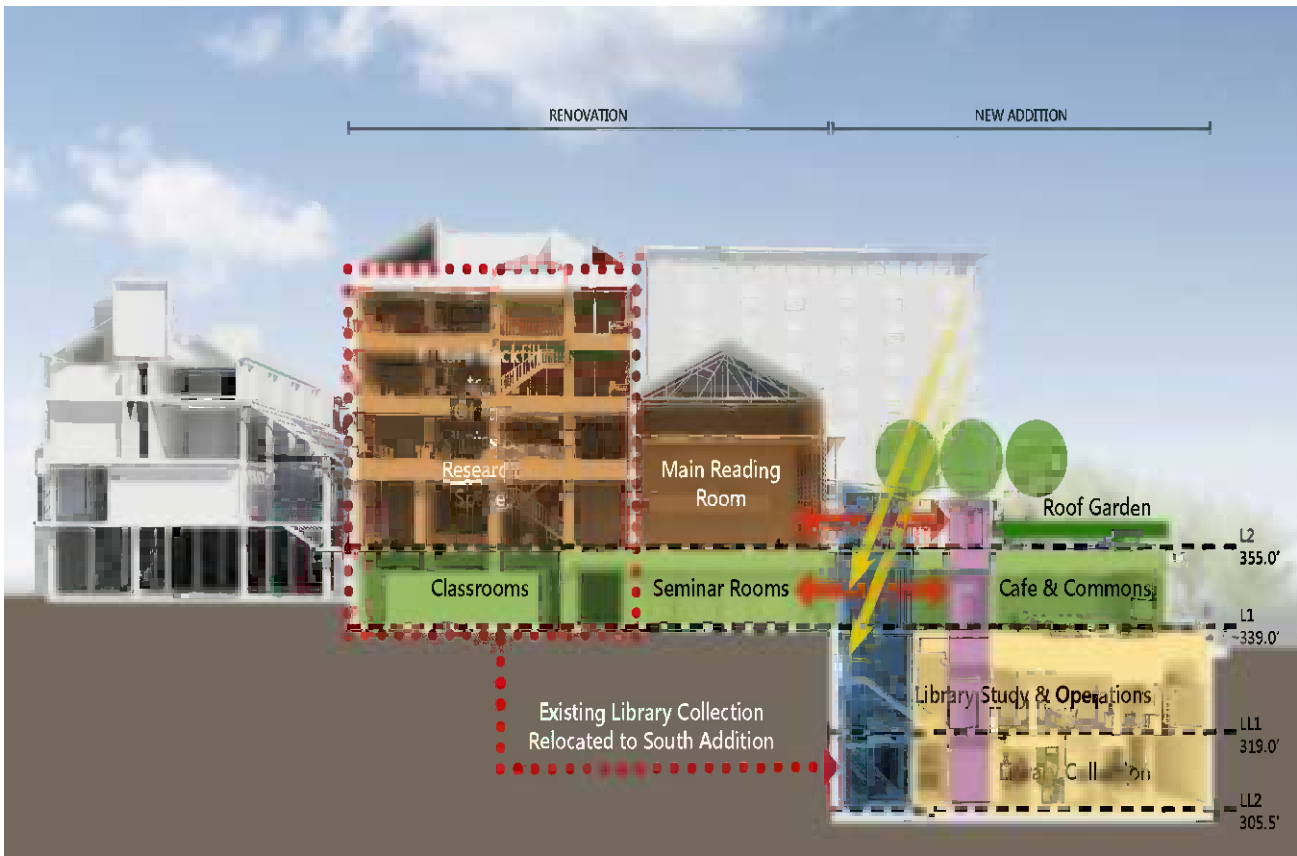 RENOVATION
NEW ADDITION
Main Reading
Room
Roof Garden
L2
355.0'
Classrooms
Seminar Rooms
Cafe & Commons
L1
339.0'
Library Study & Operations
Existing Library Collection
Relocated to South Addition
LL1
319.0'
Library Collection
LL2
305.5'